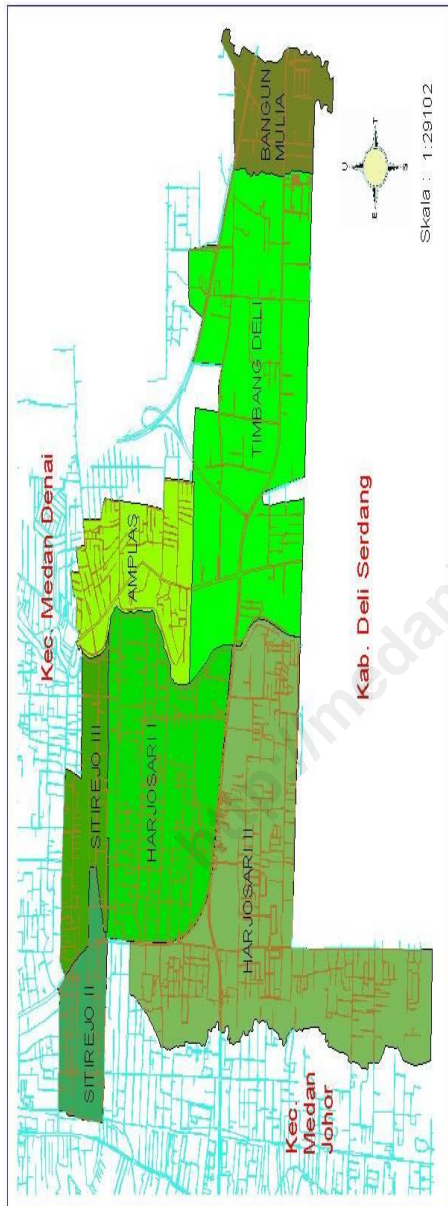 Kec. Medan Denai
SITIREJO II
SITIREJO III
AMPLAS
HARJOSARI I
HARJOSARI II
TIMBANG DELI
BANGUN
MULIA
Kec.
Medan
Johor
Kab. Deli Serdang
U
E
T
S
Skala : 1:29102